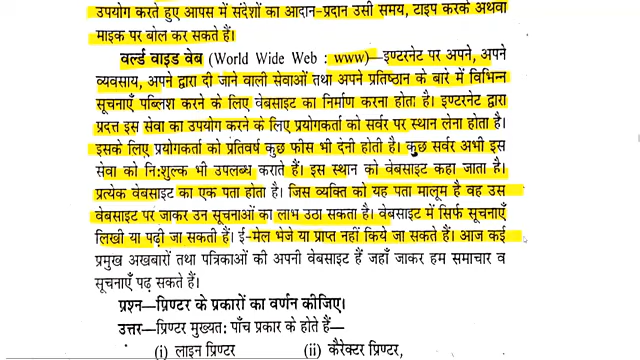 उपयोग करते हुए आपस में संदेशों का आदान-प्रदान उसी समय, टाइप करके अथवा
माइक पर बोल कर सकते हैं।
वर्ल्ड वाइड वेब (World Wide Web : www)—इण्टरनेट पर अपने, अपने
व्यवसाय, अपने द्वारा दी जाने वाली सेवाओं तथा अपने प्रतिष्ठान के बारे में विभिन्न
सूचनाएँ पब्लिश करने के लिए वेबसाइट का निर्माण करना होता है। इण्टरनेट द्वारा
प्रदत्त इस सेवा का उपयोग करने के लिए प्रयोगकर्ता को सर्वर पर स्थान लेना होता है।
इसके लिए प्रयोगकर्ता को प्रतिवर्ष कुछ फीस भी देनी होती है। कुछ सर्वर अभी इस
सेवा को नि:शुल्क भी उपलब्ध कराते हैं। इस स्थान को वेबसाइट कहा जाता है।
प्रत्येक वेबसाइट का एक पता होता है। जिस व्यक्ति को यह पता मालूम है वह उस
वेबसाइट पर जाकर उन सूचनाओं का लाभ उठा सकता है। वेबसाइट में सिर्फ सूचनाएँ
लिखी या पढ़ी जा सकती हैं। ई-मेल भेजे या प्राप्त नहीं किये जा सकते हैं। आज कई
प्रमुख अखबारों तथा पत्रिकाओं की अपनी वेबसाइट हैं जहाँ जाकर हम समाचार व
सूचनाएँ पढ़ सकते हैं।
प्रश्न—प्रिण्टर के प्रकारों का वर्णन कीजिए।
उत्तर—प्रिण्टर मुख्यत: पाँच प्रकार के होते हैं—
(i) लाइन प्रिण्टर (ii) कैरेक्टर प्रिण्टर,